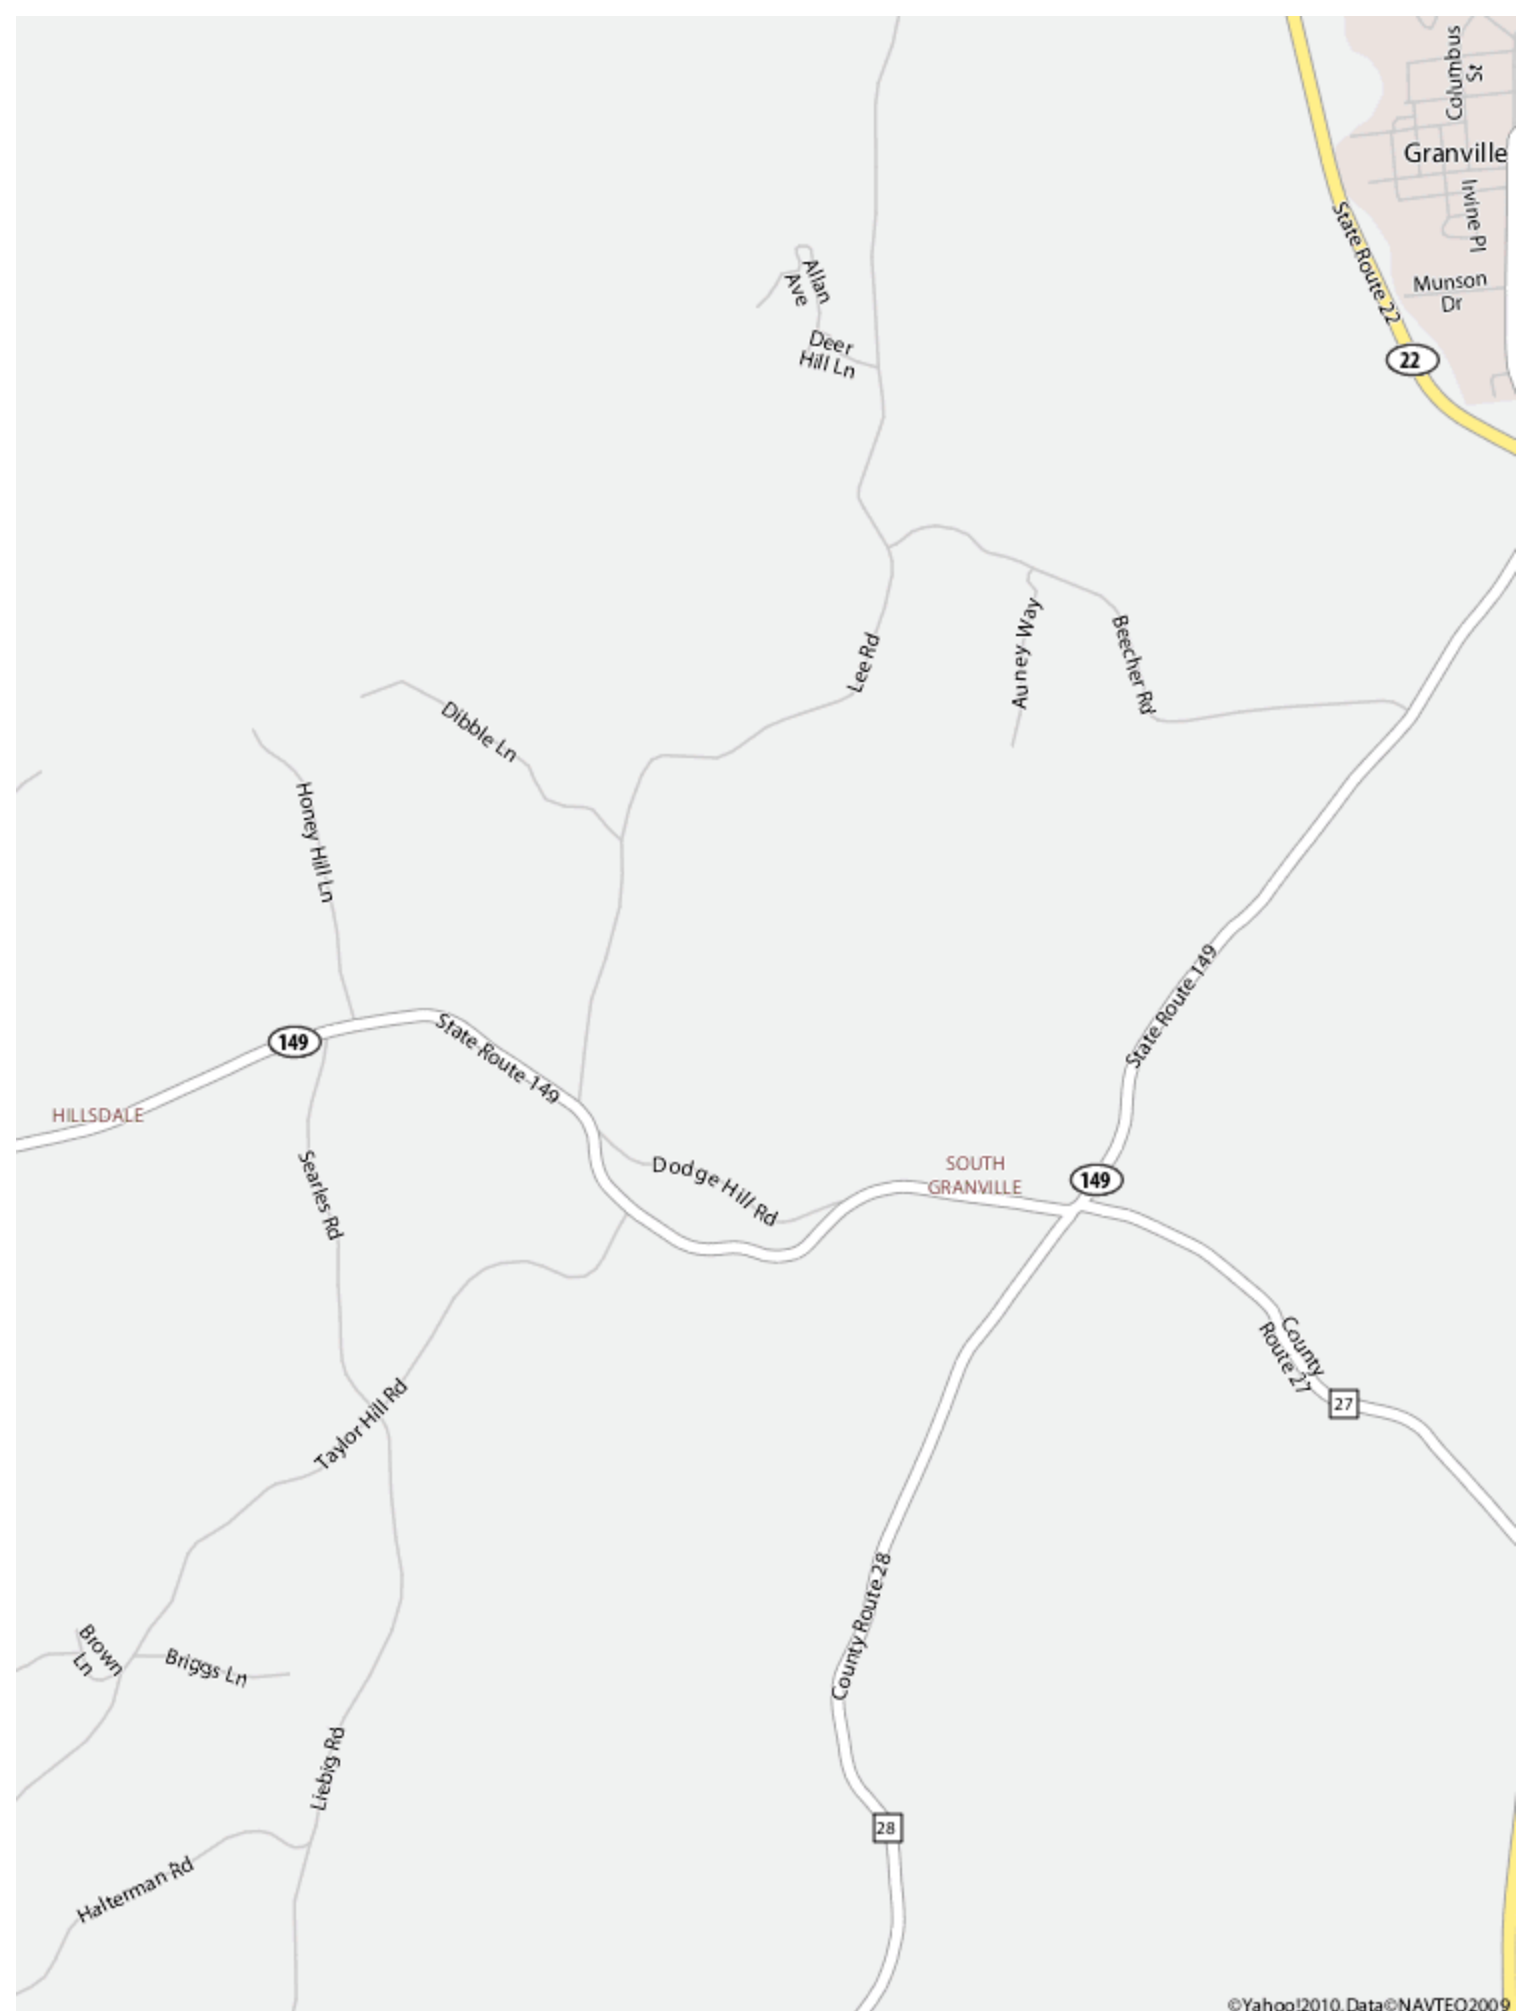 Columbus
St
Granville
Irvine Pl
State Route 22
Munson
Dr
22
Allan
Ave
Deer
Hill Ln
Lee Rd
Anney Way
Beecher Rd
Dibble Ln
Honey Hill Ln
State Route 149
149
State Route 149
HILLSDALE
Searles Rd
Dodge Hill Rd
SOUTH
GRANVILLE
149
County
Route 27
27
Taylor Hill Rd
County Route 28
Brown
Ln
Briggs Ln
Liebig Rd
28
Halterman Rd
©Yahoo!2010, Data©NAVTEQ2009